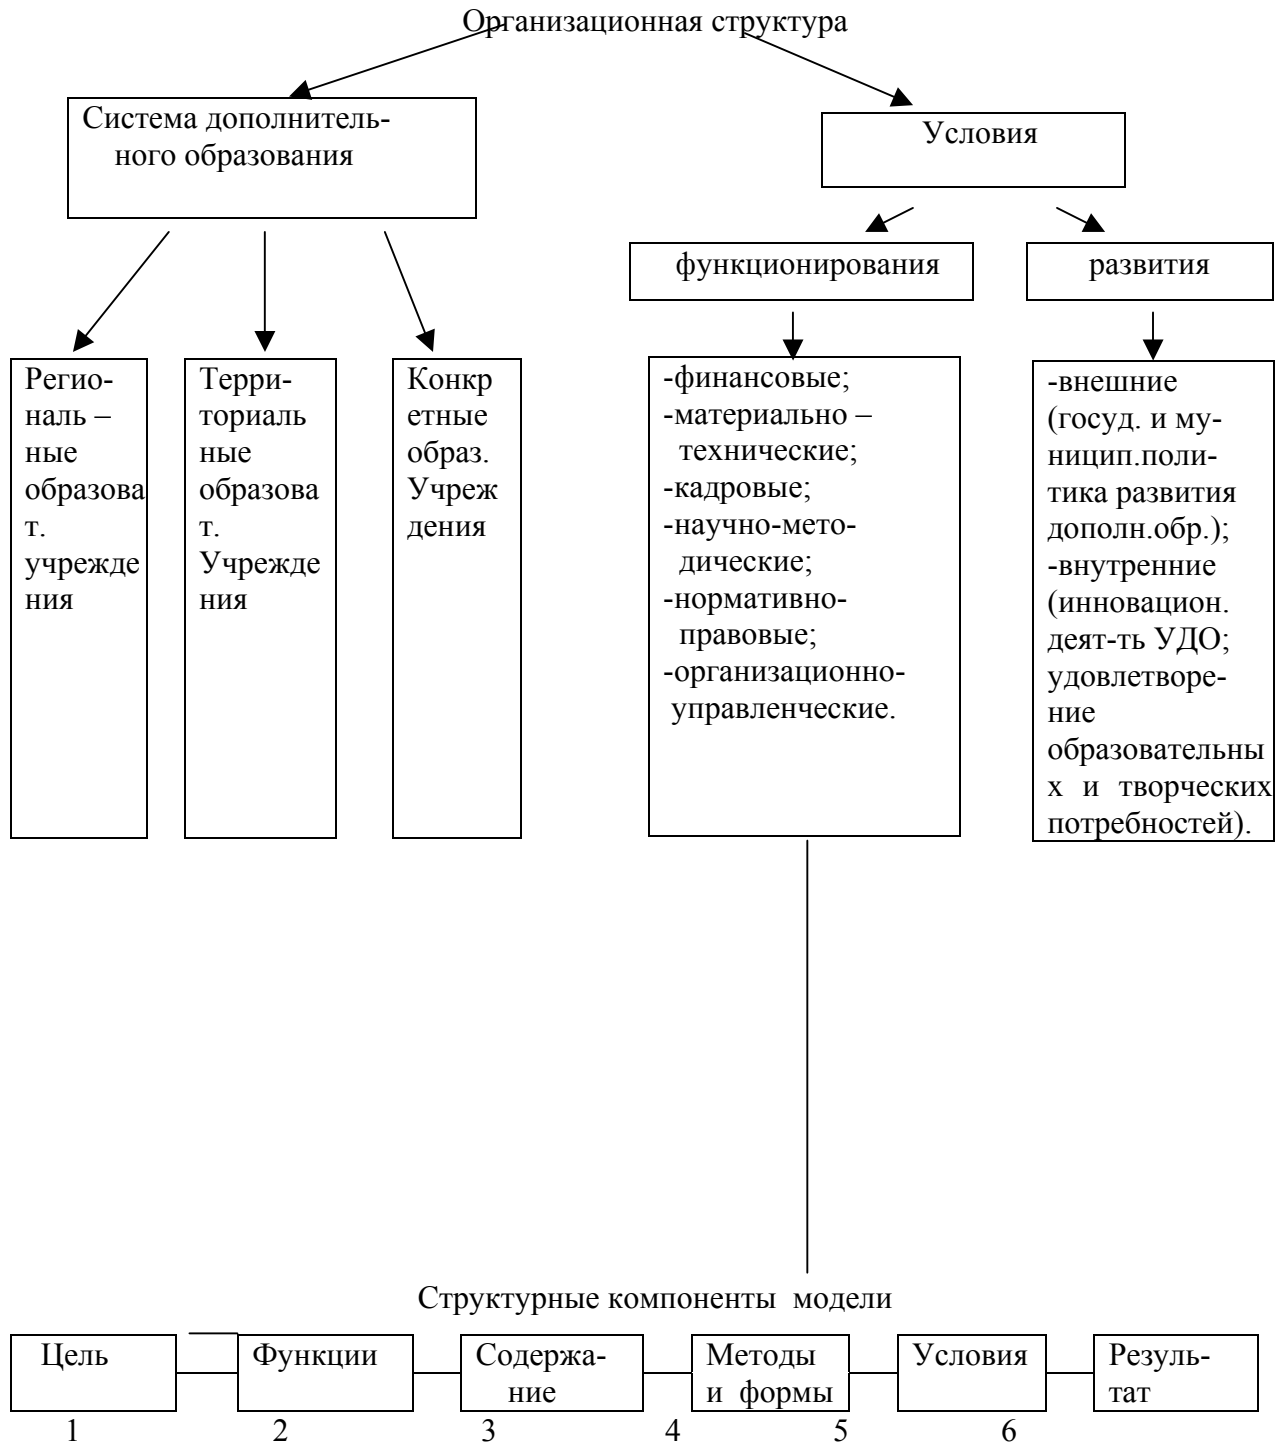 Организационная структура
Система дополнитель-
ного образования
Условия
функционирования
развития
Регио-
наль –
ные
образова
т.
учрежде
ния
Терри-
ториаль
ные
образова
т.
Учрежде
ния
Конкр
етные
образ.
Учреж
дения
-финансовые;
-материально –
технические;
-кадровые;
-научно-мето-
дические;
-нормативно-
правовые;
-организационно-
управленческие.
-внешние
(госуд. и му-
ницип.поли-
тика развития
дополн.обр.);
-внутренние
(инновацион.
деят-ть УДО;
удовлетворе-
ние
образовательны
х и творческих
потребностей).
Структурные компоненты модели
Цель
Функции
Содержа-
ние
Методы
и формы
Условия
Резуль-
тат
1 2 3 4 5 6